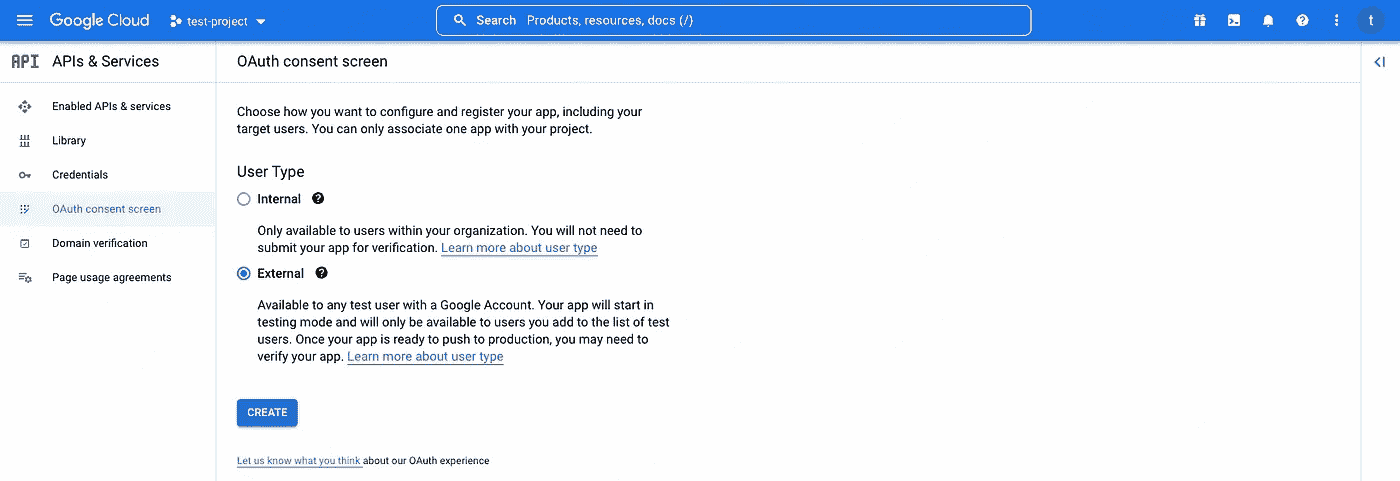 Google Cloud test-project Search Products, resources, docs (/) t
API APIs & Services
OAuth consent screen
Enabled APIs & services
Library
Credentials
OAuth consent screen
Domain verification
Page usage agreements
Choose how you want to configure and register your app, including your
target users. You can only associate one app with your project.
User Type
Internal
Only available to users within your organization. You will not need to
submit your app for verification. Learn more about user type
External
Available to any test user with a Google Account. Your app will start in
testing mode and will only be available to users you add to the list of test
users. Once your app is ready to push to production, you may need to
verify your app. Learn more about user type
CREATE
Let us know what you think about our OAuth experience